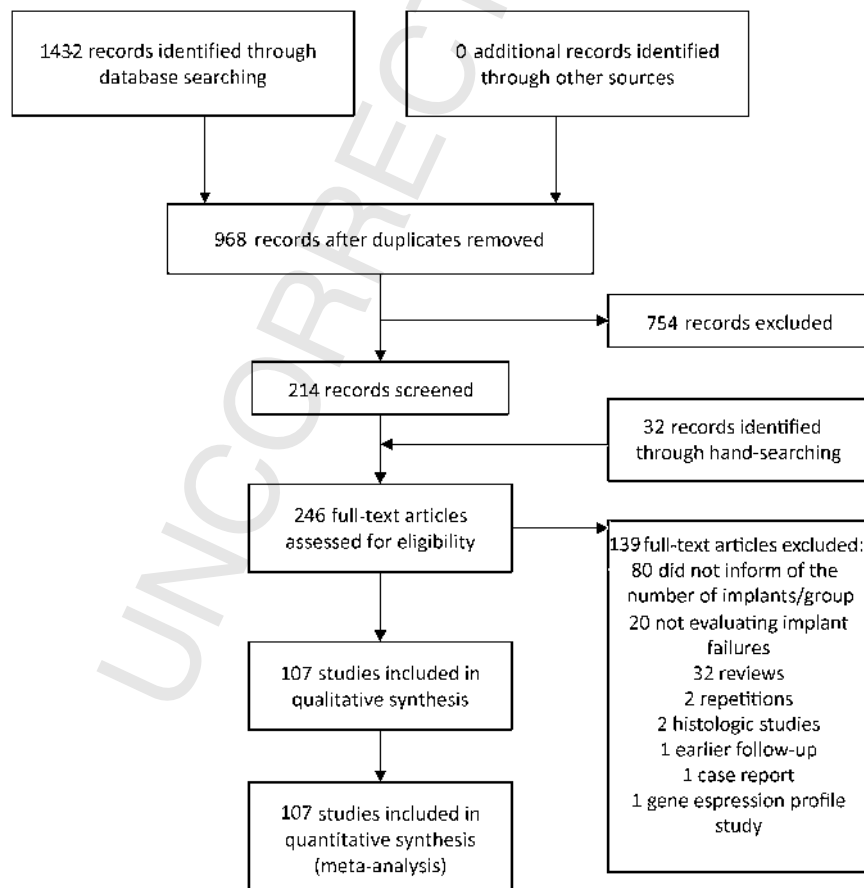 1432 records identified through
database searching
0 additional records identified
through other sources
968 records after duplicates removed
754 records excluded
214 records screened
32 records identified
through hand-searching
246 full-text articles
assessed for eligibility
139 full-text articles excluded:
80 did not inform of the
number of implants/group
20 not evaluating implant
failures
32 reviews
2 repetitions
2 histologic studies
1 earlier follow-up
1 case report
1 gene espression profile
study
107 studies included in
qualitative synthesis
107 studies included in
quantitative synthesis
(meta-analysis)
UNCORRECT